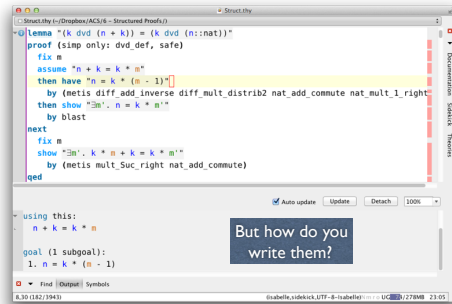 Struct.thy
Struct.thy (~/Dropbox/ACS/6 - Structured Proofs/)
lemma "(k dvd (n + k)) = (k dvd (n::nat))"
proof (simp only: dvd_def, safe)
fix m
assume "n + k = k * m"
then have "n = k * (m - 1)"
by (metis diff_add_inverse diff_mult_distrib2 nat_add_commute nat_mult_1_right
then show "∃m'. n = k * m'"
by blast
next
fix m
show "∃m'. k * m + k = k * m'"
by (metis mult_Suc_right nat_add_commute)
qed
Documentation Sidekick Theories
Auto update Update Detach 100%
using this:
n + k = k * m
goal (1 subgoal):
1. n = k * (m - 1)
But how do you
write them?
Find Output Symbols
8,30 (182/3943) (isabelle,sidekick,UTF-8-Isabelle) 278MB 23:05